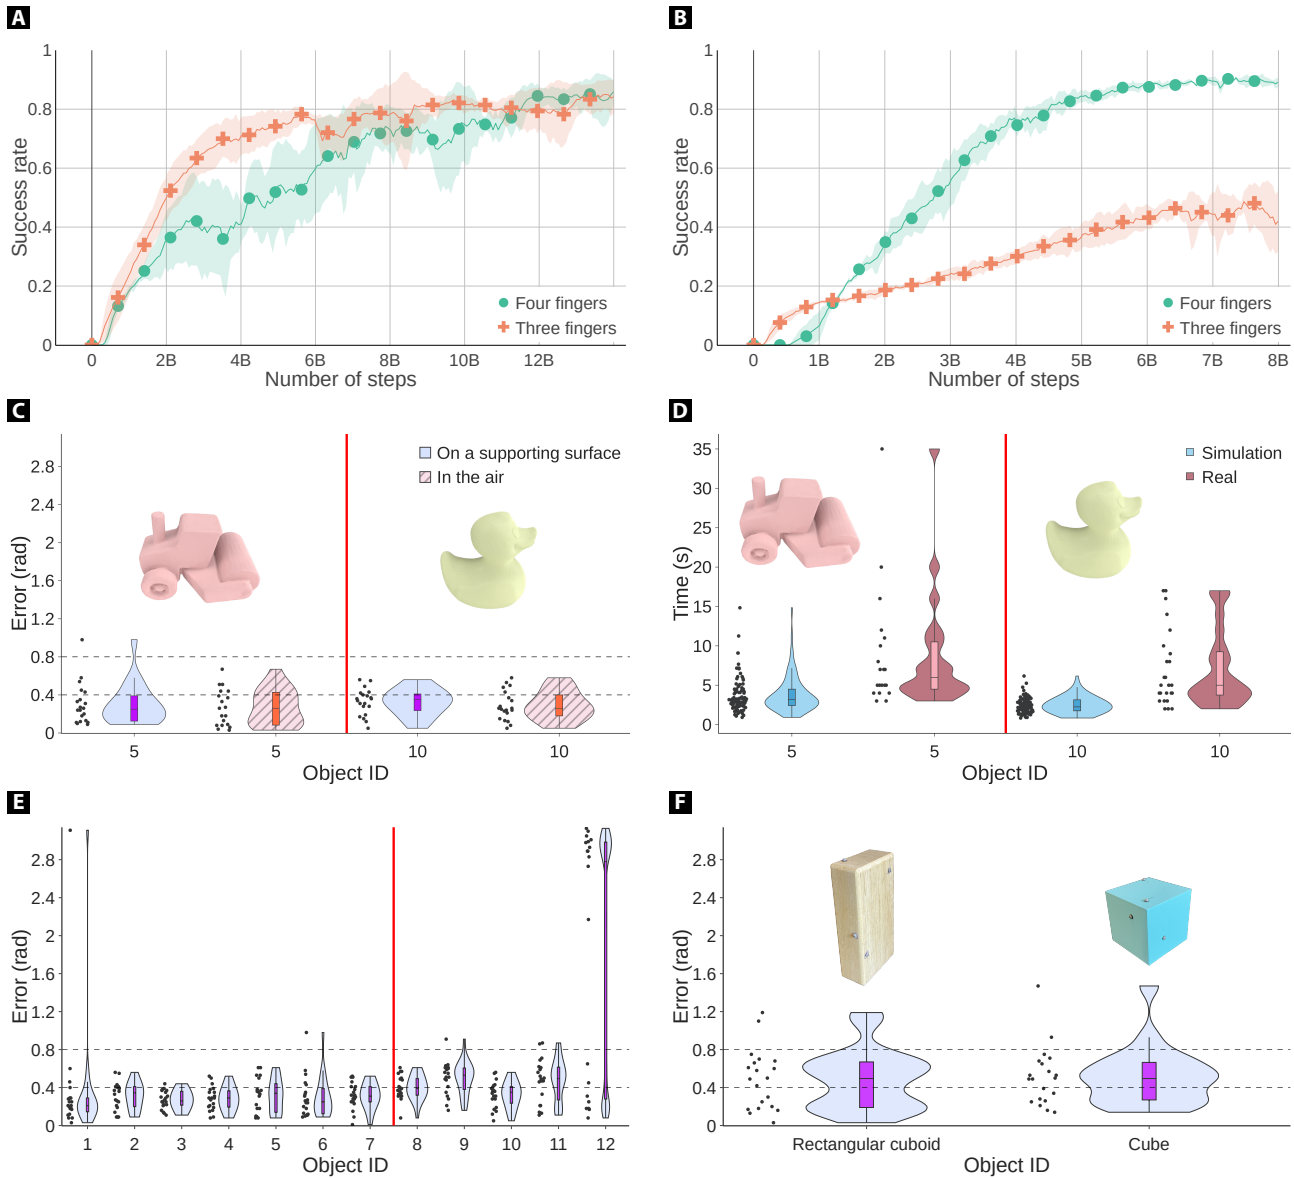 A
1
0.8
0.6
0.4
0.2
0
Success rate
Four fingers
Three fingers
0 2B 4B 6B 8B 10B 12B
Number of steps
B
1
0.8
0.6
0.4
0.2
0
Success rate
Four fingers
Three fingers
0 1B 2B 3B 4B 5B 6B 7B 8B
Number of steps
C
On a supporting surface
In the air
2.8
2.4
2
1.6
1.2
0.8
0.4
0
Error (rad)
5 5 10 10
Object ID
D
Simulation
Real
35
30
25
20
15
10
5
0
Time (s)
5 5 10 10
Object ID
E
2.8
2.4
2
1.6
1.2
0.8
0.4
0
Error (rad)
1 2 3 4 5 6 7 8 9 10 11 12
Object ID
F
2.8
2.4
2
1.6
1.2
0.8
0.4
0
Error (rad)
Rectangular cuboid Cube
Object ID